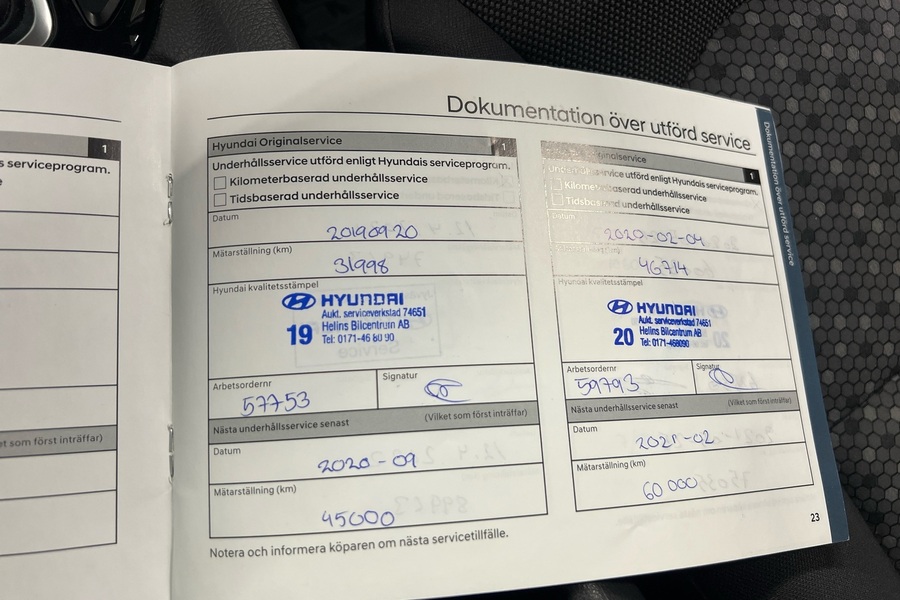 1
s serviceprogram.
et som först inträffar)
Dokumentation över utförd service
Hyundai Originalservice 1
Underhållsservice utförd enligt Hyundais serviceprogram.
Kilometerbaserad underhållsservice
Tidsbaserad underhållsservice
Datum
20190920
Mätarställning (km)
31998
Hyundai kvalitetsstämpel
HYUNDAI
Aukt. serviceverkstad 74651
19 Helins Bilcentrum AB
Tel: 0171-46 80 90
Arbetsordernr
57753
Signatur
Nästa underhållsservice senast (Vilket som först inträffar)
Datum
2020-09
Mätarställning (km)
45000
Notera och informera köparen om nästa servicetillfälle.
ginalservice 1
rvice utförd enligt Hyundais serviceprogram.
Kilometerbaserad underhållsservice
Tidsbaserad underhållsservice
Datum
2020-02-04
46714
Hyundai kvalitetsstämpel
HYUNDAI
Aukt. serviceverkstad 74651
20 Helins Bilcentrum AB
Tel: 0171-468090
Arbetsordernr
59793
Signatur
Nästa underhållsservice senast (Vilket som först inträffar)
Datum
2021-02
Mätarställning (km)
60 000
23
Dokumentation över utförd service